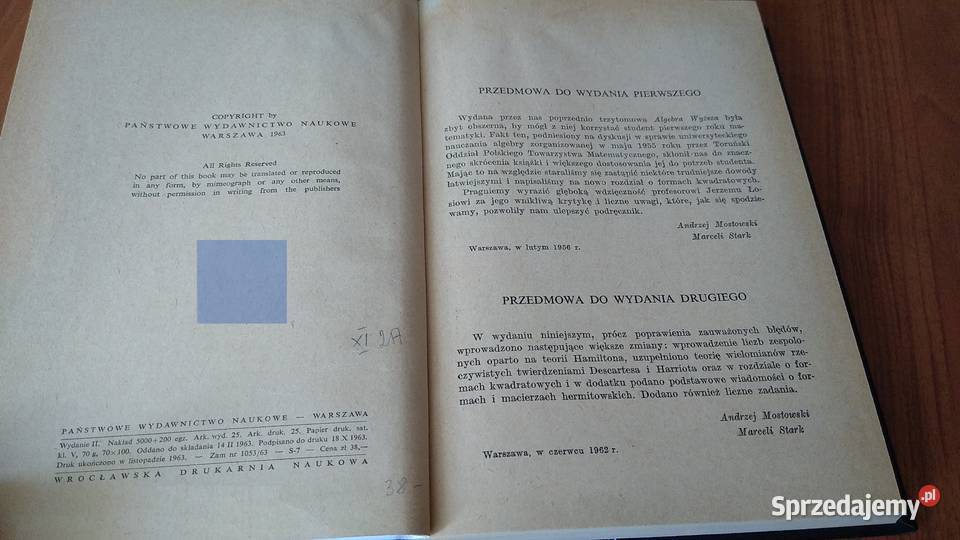 COPYRIGHT by
PAŃSTWOWE WYDAWNICTWO NAUKOWE
WARSZAWA 1963
All Rights Reserved
No part of this book may be translated or reproduced
in any form, by mimeograph or any other means,
without permission in writing from the publishers
XI 2A
PAŃSTWOWE WYDAWNICTWO NAUKOWE — WARSZAWA
Wydanie II. Nakład 5000+200 egz. Ark. wyd. 25. Ark. druk. 25. Papier druk. sat.
kl. V, 70 g, 70×100. Oddano do składania 14 II 1963. Podpisano do druku 18 X 1963.
Druk ukończono w listopadzie 1963. — Zam nr 1053/63 — S-7 — Cena zł 38,—
WROCŁAWSKA DRUKARNIA NAUKOWA
38-
PRZEDMOWA DO WYDANIA PIERWSZEGO
Wydana przez nas poprzednio trzytomowa Algebra Wyższa była
zbyt obszerna, by mógł z niej korzystać student pierwszego roku ma-
tematyki. Fakt ten, podniesiony na dyskusji w sprawie uniwersyteckiego
nauczania algebry zorganizowanej w maju 1955 roku przez Toruński
Oddział Polskiego Towarzystwa Matematycznego, skłonił nas do znacz-
nego skrócenia książki i większego dostosowania jej do potrzeb studenta.
Mając to na względzie staraliśmy się zastąpić niektóre trudniejsze dowody
łatwiejszymi i napisaliśmy na nowo rozdział o formach kwadratowych.
Pragniemy wyrazić głęboką wdzięczność profesorowi Jerzemu Ło-
siowi za jego wnikliwą krytykę i liczne uwagi, które, jak się spodzie-
wamy, pozwoliły nam ulepszyć podręcznik.
Andrzej Mostowski
Marceli Stark
Warszawa, w lutym 1956 r.
PRZEDMOWA DO WYDANIA DRUGIEGO
W wydaniu niniejszym, prócz poprawienia zauważonych błędów,
wprowadzono następujące większe zmiany: wprowadzenie liczb zespolo-
nych oparto na teorii Hamiltona, uzupełniono teorię wielomianów rze-
czywistych twierdzeniami Descartesa i Harriota oraz w rozdziale o for-
mach kwadratowych i w dodatku podano podstawowe wiadomości o for-
mach i macierzach hermitowskich. Dodano również liczne zadania.
Andrzej Mostowski
Marceli Stark
Warszawa, w czerwcu 1962 r.
Sprzedajemy.pl